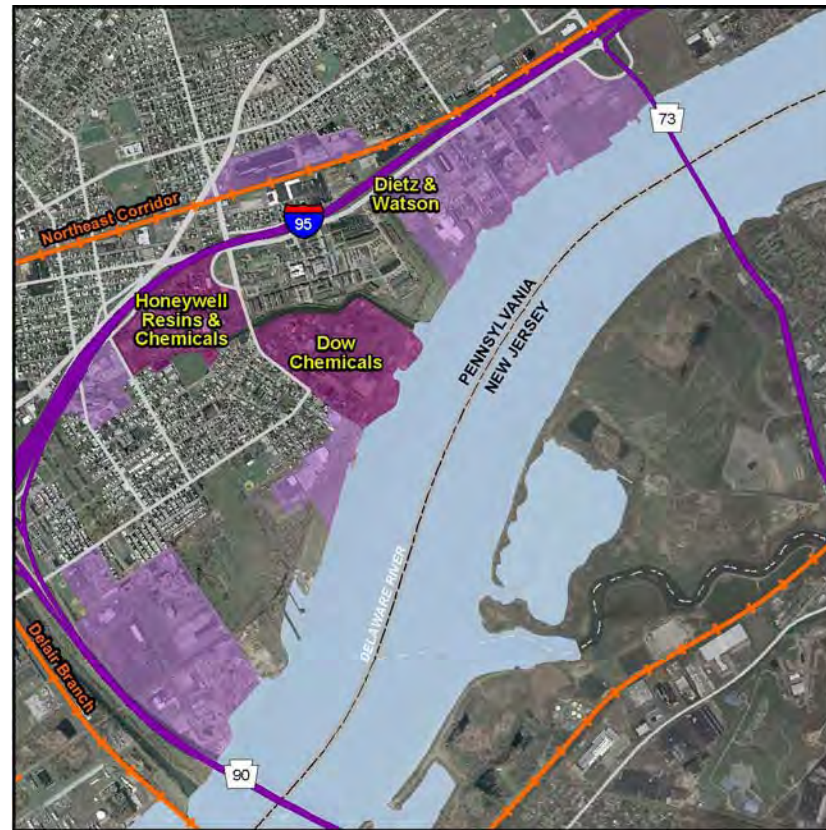 73
Northeast Corridor
Dietz &
Watson
95
Honeywell
Resins &
Chemicals
Dow
Chemicals
PENNSYLVANIA
NEW JERSEY
DELAWARE RIVER
Delair Branch
90